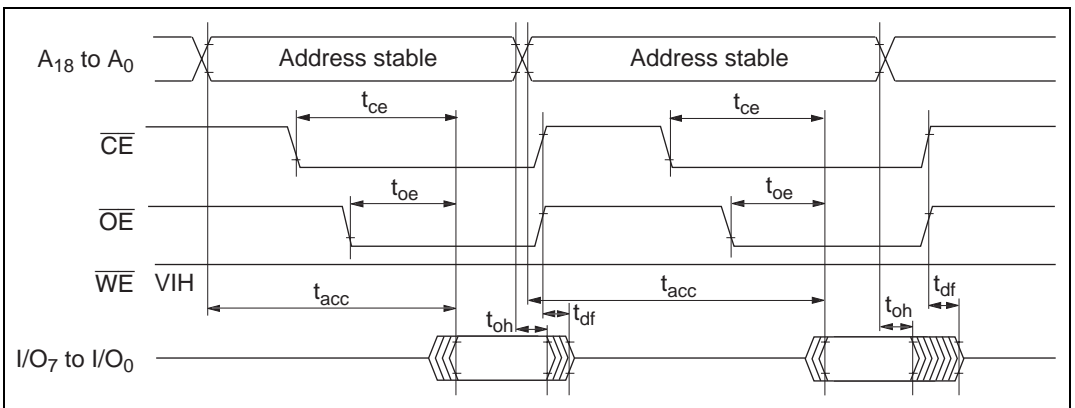 A18 to A0 Address stable Address stable
tce tce
CE
toe toe
OE
WE VIH
tacc tacc
toh tdf toh tdf
I/O7 to I/O0